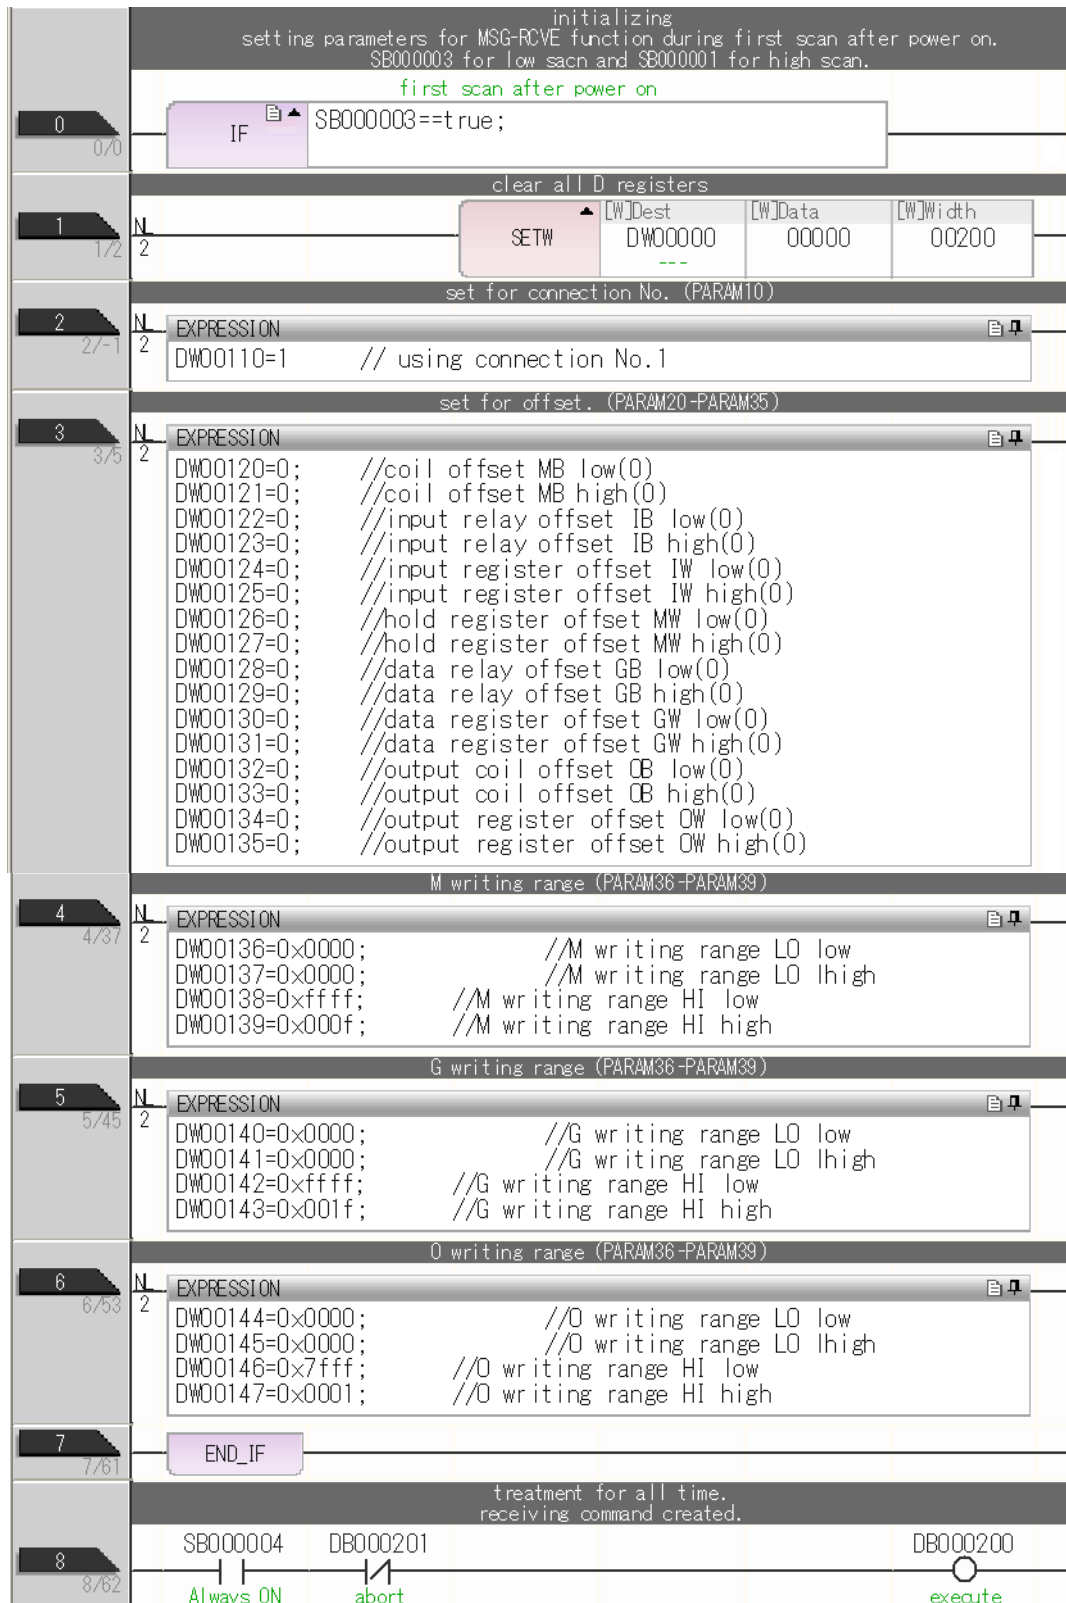 initializing
setting parameters for MSG-RCVE function during first scan after power on.
SB000003 for low sacn and SB000001 for high scan.
first scan after power on
0
0/0
IF
SB000003==true;
clear all D registers
1
1/2
NL
2
SETW
[W]Dest
[W]Data
[W]Width
DW00000
00000
00200
---
set for connection No. (PARAM10)
2
2/-1
NL
2
EXPRESSION
DW00110=1 // using connection No.1
set for offset. (PARAM20-PARAM35)
3
3/5
NL
2
EXPRESSION
DW00120=0; //coil offset MB low(0)
DW00121=0; //coil offset MB high(0)
DW00122=0; //input relay offset IB low(0)
DW00123=0; //input relay offset IB high(0)
DW00124=0; //input register offset IW low(0)
DW00125=0; //input register offset IW high(0)
DW00126=0; //hold register offset MW low(0)
DW00127=0; //hold register offset MW high(0)
DW00128=0; //data relay offset GB low(0)
DW00129=0; //data relay offset GB high(0)
DW00130=0; //data register offset GW low(0)
DW00131=0; //data register offset GW high(0)
DW00132=0; //output coil offset OB low(0)
DW00133=0; //output coil offset OB high(0)
DW00134=0; //output register offset OW low(0)
DW00135=0; //output register offset OW high(0)
M writing range (PARAM36-PARAM39)
4
4/37
NL
2
EXPRESSION
DW00136=0x0000; //M writing range LO low
DW00137=0x0000; //M writing range LO lhigh
DW00138=0xffff; //M writing range HI low
DW00139=0x000f; //M writing range HI high
G writing range (PARAM36-PARAM39)
5
5/45
NL
2
EXPRESSION
DW00140=0x0000; //G writing range LO low
DW00141=0x0000; //G writing range LO lhigh
DW00142=0xffff; //G writing range HI low
DW00143=0x001f; //G writing range HI high
O writing range (PARAM36-PARAM39)
6
6/53
NL
2
EXPRESSION
DW00144=0x0000; //O writing range LO low
DW00145=0x0000; //O writing range LO lhigh
DW00146=0x7fff; //O writing range HI low
DW00147=0x0001; //O writing range HI high
7
7/61
END_IF
treatment for all time.
receiving command created.
8
8/62
SB000004
DB000201
DB000200
Always ON
abort
execute